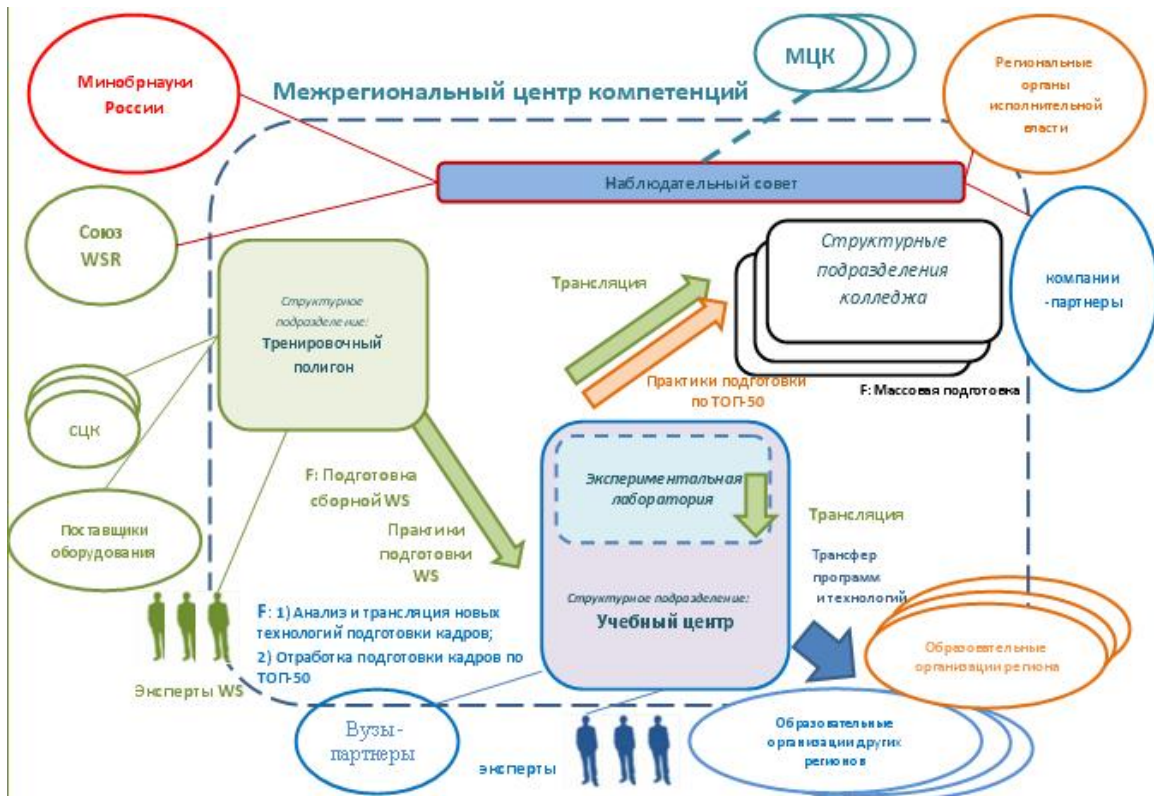 МЦК
Минобрнауки
России
Межрегиональный центр компетенций
Региональные
органы
исполнительной
власти
Наблюдательный совет
Союз
WSR
Структурное
подразделение:
Тренировочный
полигон
Трансляция
Структурные
подразделения
колледжа
компании
-партнеры
Практики подготовки
по ТОП-50
F: Массовая подготовка
СЦК
F: Подготовка
сборной WS
Экспериментальная
лаборатория
Поставщики
оборудования
Практики
подготовки
WS
Трансляция
Трансфер
программ
и технологий
Структурное подразделение:
Учебный центр
F: 1) Анализ и трансляция новых
технологий подготовки кадров;
2) Отработка подготовки кадров по
ТОП-50
Образовательные
организации региона
Эксперты WS
Вузы-
партнеры
эксперты
Образовательные
организации других
регионов